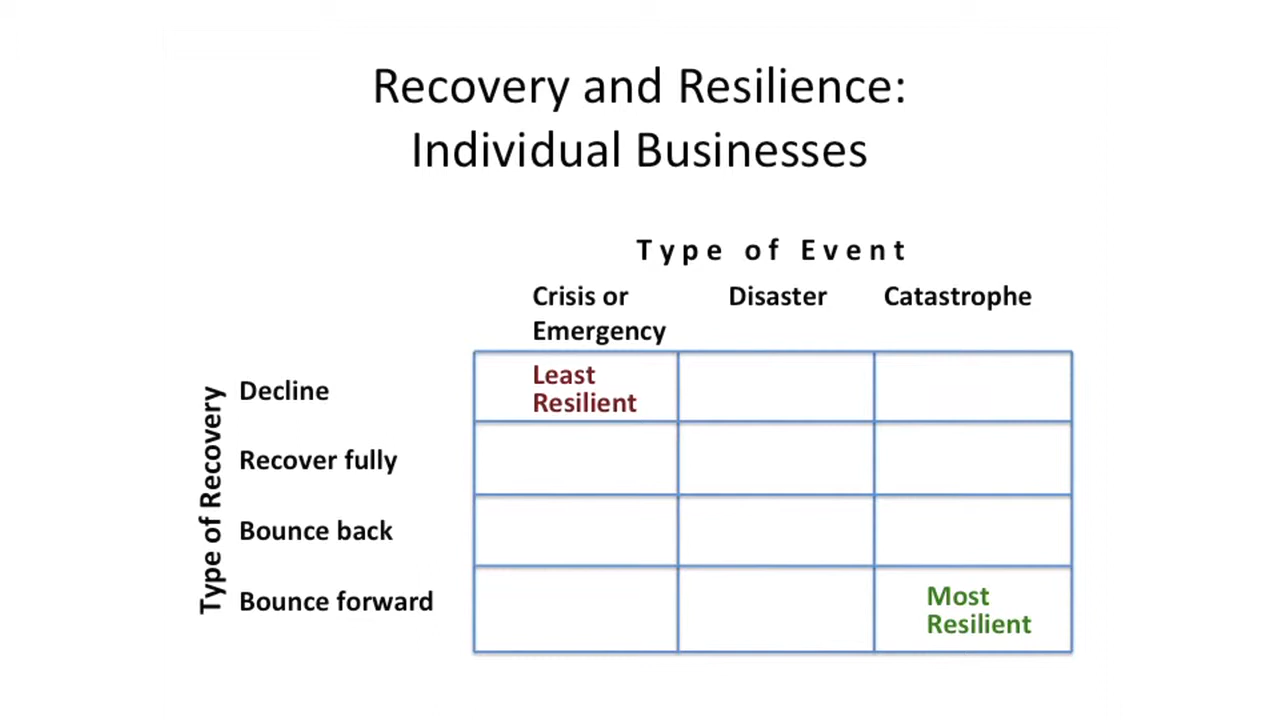 Recovery and Resilience:
Individual Businesses
Type of Event
Crisis or
Emergency
Disaster
Catastrophe
Type of Recovery
Decline
Least
Resilient
Recover fully
Bounce back
Bounce forward
Most
Resilient